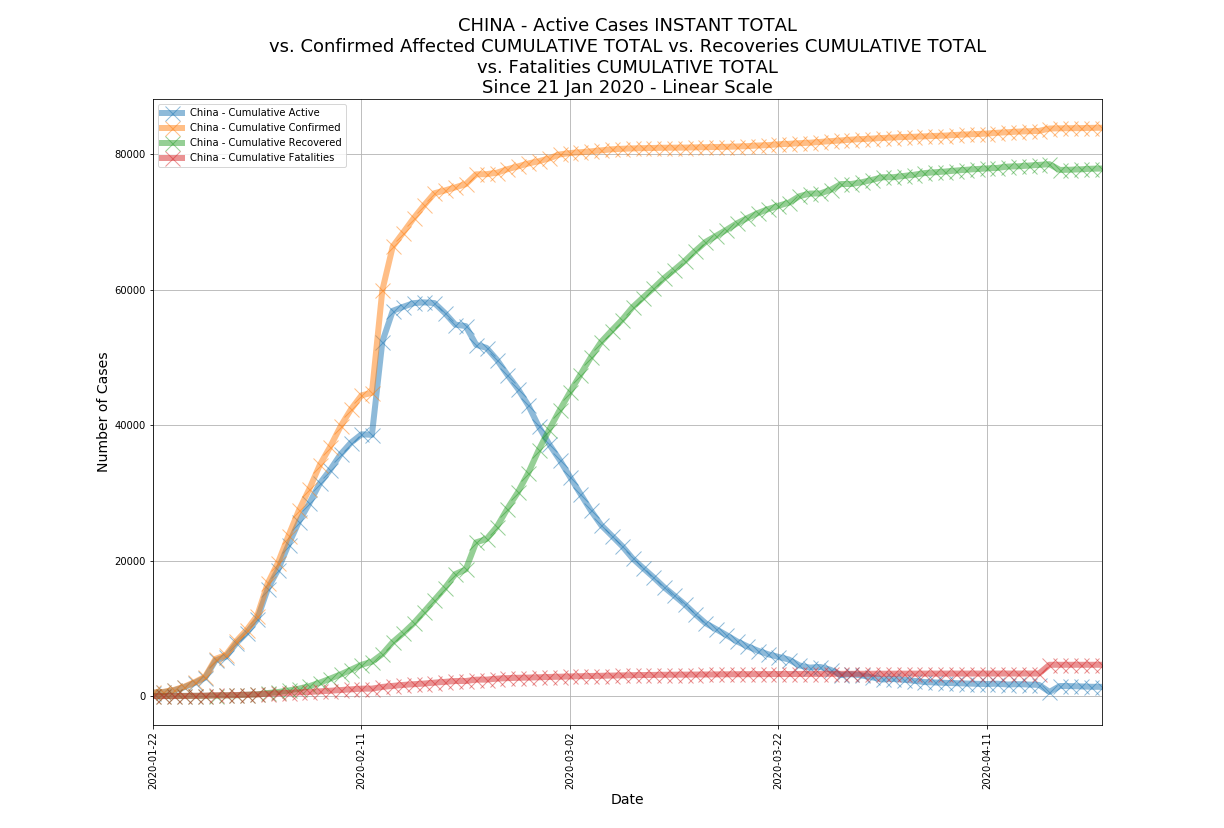 CHINA - Active Cases INSTANT TOTAL
vs. Confirmed Affected CUMULATIVE TOTAL vs. Recoveries CUMULATIVE TOTAL
vs. Fatalities CUMULATIVE TOTAL
Since 21 Jan 2020 - Linear Scale
China - Cumulative Active
China - Cumulative Confirmed
China - Cumulative Recovered
China - Cumulative Fatalities
80000
60000
40000
20000
0
Number of Cases
2020-01-22
2020-02-11
2020-03-02
2020-03-22
2020-04-11
Date